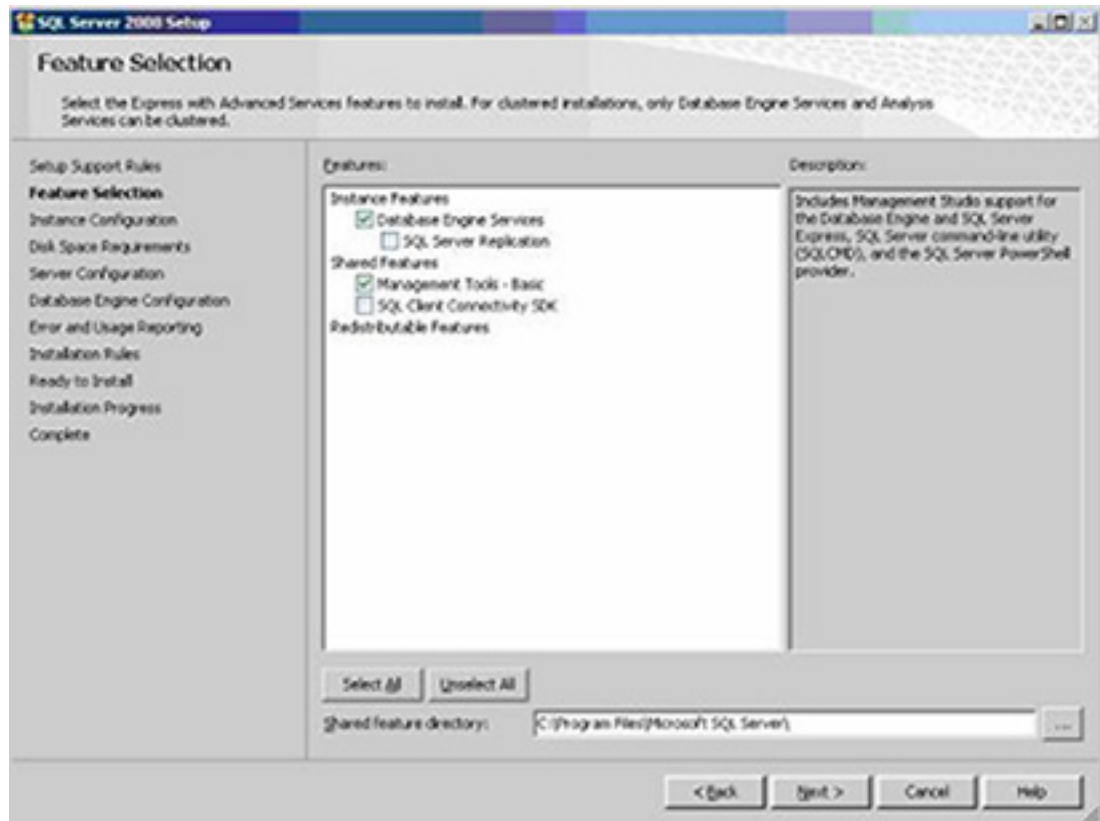 SQL Server 2008 Setup
Feature Selection
Select the Express with Advanced Services features to install. For clustered installations, only Database Engine Services and Analysis
Services can be clustered.
Setup Support Rules
Feature Selection
Instance Configuration
Disk Space Requirements
Server Configuration
Database Engine Configuration
Error and Usage Reporting
Installation Rules
Ready to Install
Installation Progress
Complete
Features:
Instance Features
Database Engine Services
SQL Server Replication
Shared Features
Management Tools - Basic
SQL Client Connectivity SDK
Redistributable Features
Description:
Includes Management Studio support for
the Database Engine and SQL Server
Express, SQL Server command-line utility
(SQLCMD), and the SQL Server PowerShell
provider.
Select All
Unselect All
Shared feature directory:
C:\Program Files\Microsoft SQL Server\
...
< Back
Next >
Cancel
Help